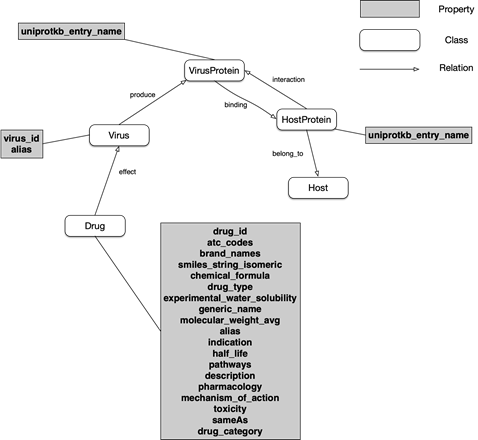 Property
uniprotkb_entry_name
Class
VirusProtein
Relation
interaction
produce
binding
HostProtein
Virus
virus_id
alias
uniprotkb_entry_name
belong_to
effect
Host
Drug
drug_id
atc_codes
brand_names
smiles_string_isomeric
chemical_formula
drug_type
experimental_water_solubility
generic_name
molecular_weight_avg
alias
indication
half_life
pathways
description
pharmacology
mechanism_of_action
toxicity
sameAs
drug_category